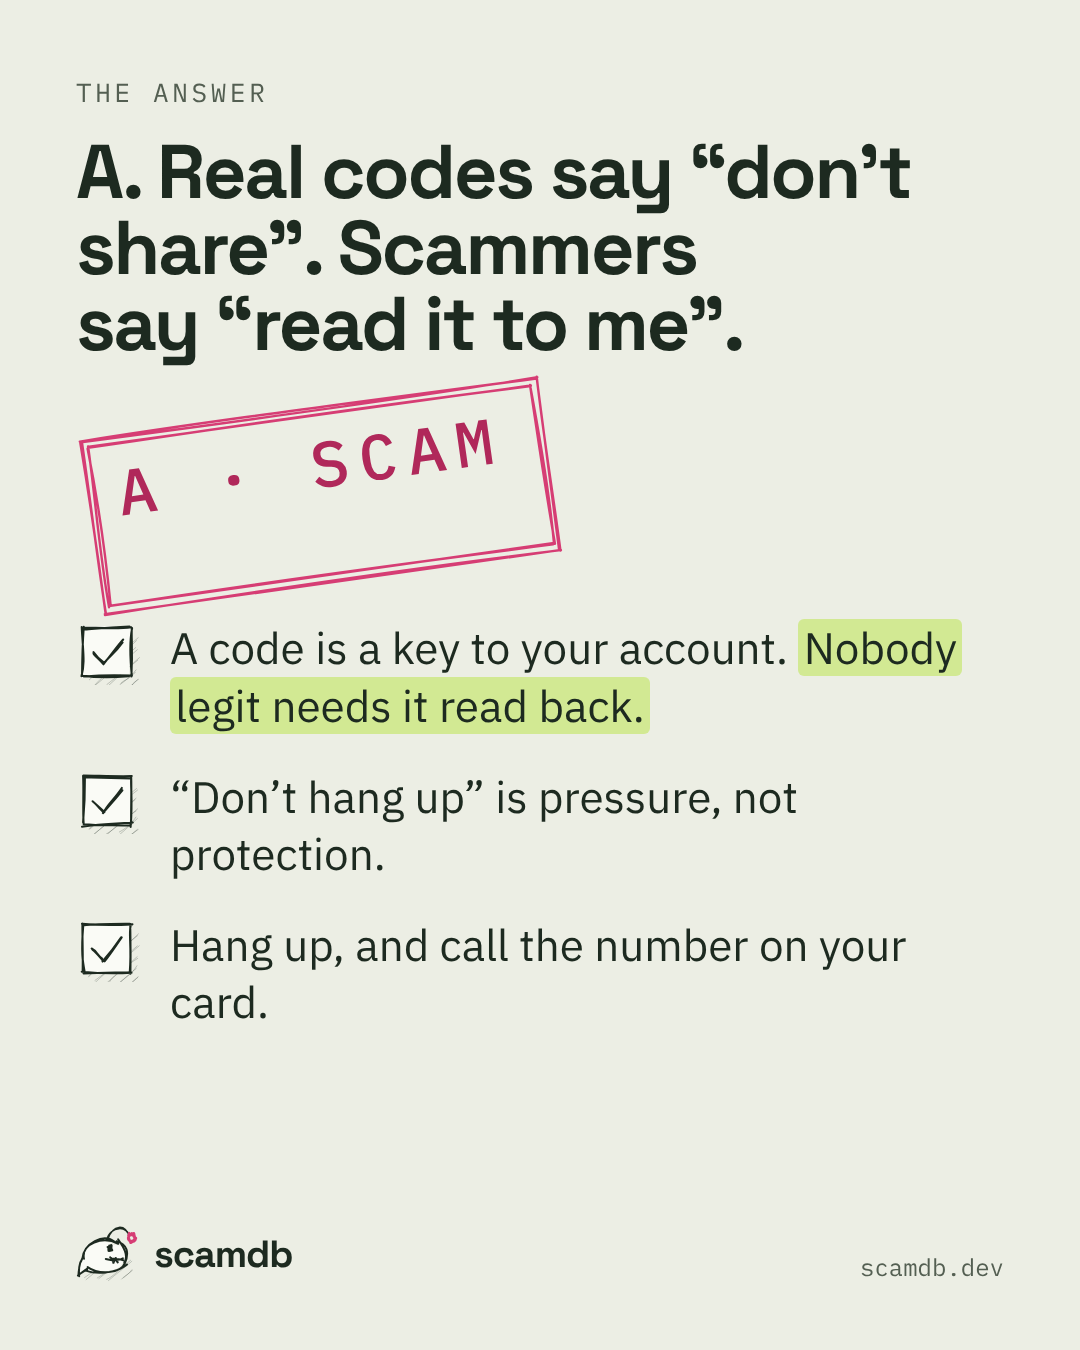 THE ANSWER
A. Real codes say “don’t
share”. Scammers
say “read it to me”.
A · SCAM
A code is a key to your account. Nobody
legit needs it read back.
“Don’t hang up” is pressure, not
protection.
Hang up, and call the number on your
card.
scamdb
scamdb.dev